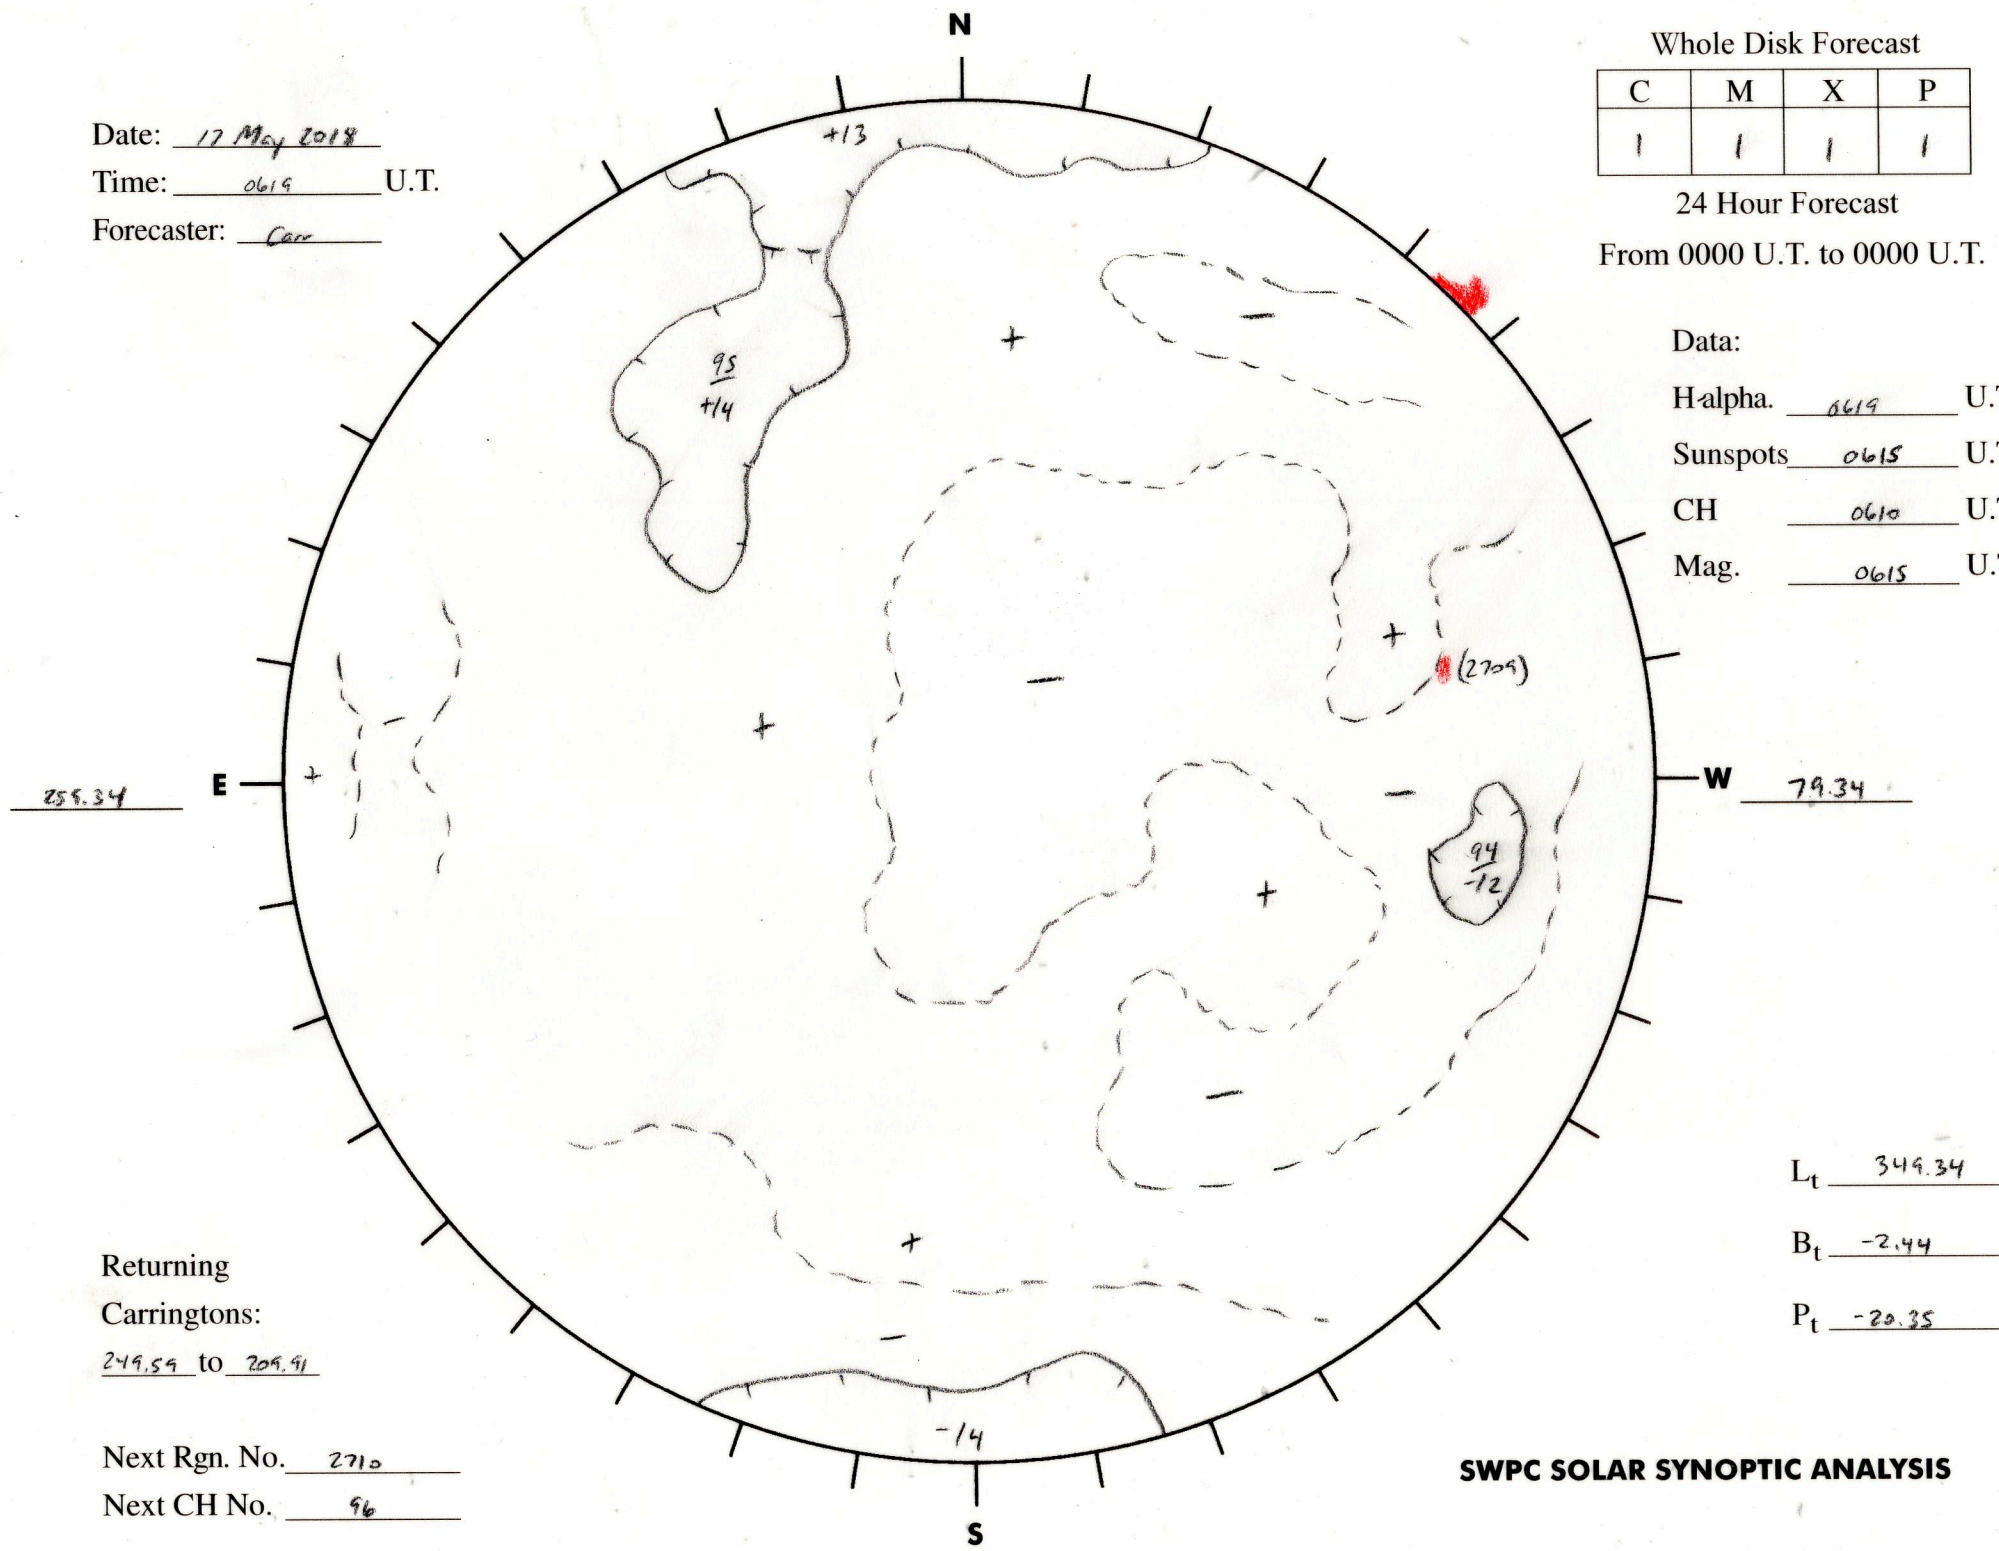 N
Whole Disk Forecast
C M X P
1 1 1 1
24 Hour Forecast
From 0000 U.T. to 0000 U.T.
Date: 17 May 2018
Time: 0619 U.T.
Forecaster: Carr
+13
95
+14
+
−
Data:
H-alpha. 0619 U.T
Sunspots 0615 U.T
CH 0610 U.T
Mag. 0615 U.T
+
(2709)
−
+
+
−
259.34 E
W 79.34
94
-12
+
−
Lt 349.34
Bt -2.44
Pt -20.35
+
−
-14
Returning
Carringtons:
249.59 to 209.91
Next Rgn. No. 2710
Next CH No. 96
SWPC SOLAR SYNOPTIC ANALYSIS
S